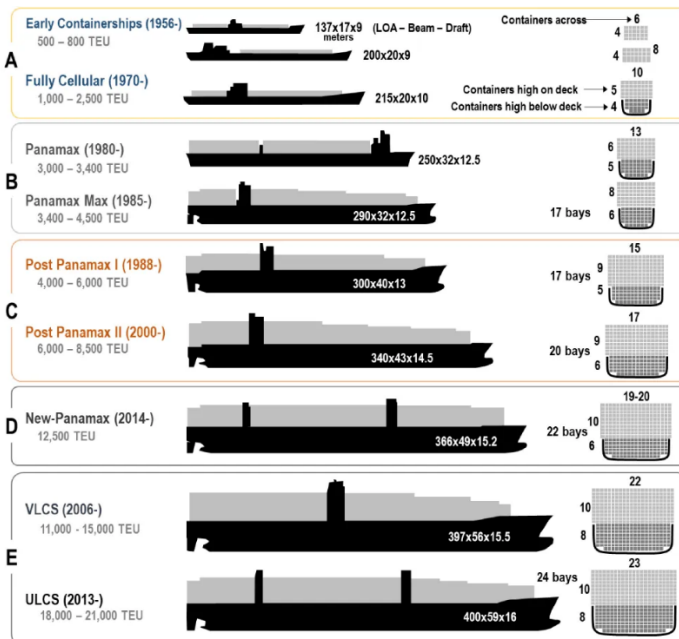 A
Early Containerships (1956-)
500 – 800 TEU
137x17x9 (LOA – Beam – Draft)
meters
200x20x9
Containers across
6
4
4
8
Fully Cellular (1970-)
1,000 – 2,500 TEU
215x20x10
10
Containers high on deck
5
Containers high below deck
4
B
Panamax (1980-)
3,000 – 3,400 TEU
250x32x12.5
13
6
5
Panamax Max (1985-)
3,400 – 4,500 TEU
290x32x12.5
17 bays
8
6
C
Post Panamax I (1988-)
4,000 – 6,000 TEU
300x40x13
17 bays
15
9
5
Post Panamax II (2000-)
6,000 – 8,500 TEU
340x43x14.5
20 bays
17
9
6
D
New-Panamax (2014-)
12,500 TEU
366x49x15.2
22 bays
19-20
10
6
E
VLCS (2006-)
11,000 - 15,000 TEU
397x56x15.5
22
10
8
ULCS (2013-)
18,000 – 21,000 TEU
400x59x16
24 bays
23
10
8